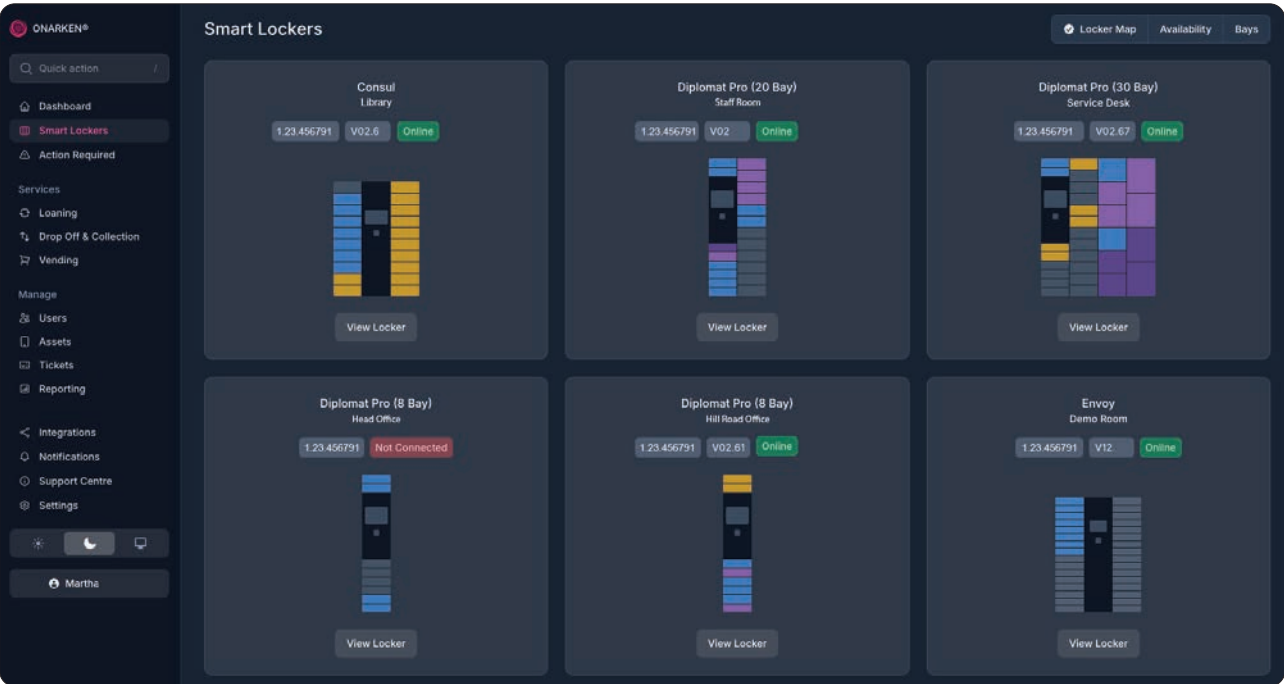 ONARKEN®
Quick action /
Dashboard
Smart Lockers
Action Required
Services
Loaning
Drop Off & Collection
Vending
Manage
Users
Assets
Tickets
Reporting
Integrations
Notifications
Support Centre
Settings
Martha
Smart Lockers
Locker Map Availability Bays
Consul
Library
1.23.456791 V02.6 Online
View Locker
Diplomat Pro (20 Bay)
Staff Room
1.23.456791 V02 Online
View Locker
Diplomat Pro (30 Bay)
Service Desk
1.23.456791 V02.67 Online
View Locker
Diplomat Pro (8 Bay)
Head Office
1.23.456791 Not Connected
View Locker
Diplomat Pro (8 Bay)
Hill Road Office
1.23.456791 V02.61 Online
View Locker
Envoy
Demo Room
1.23.456791 V12 Online
View Locker